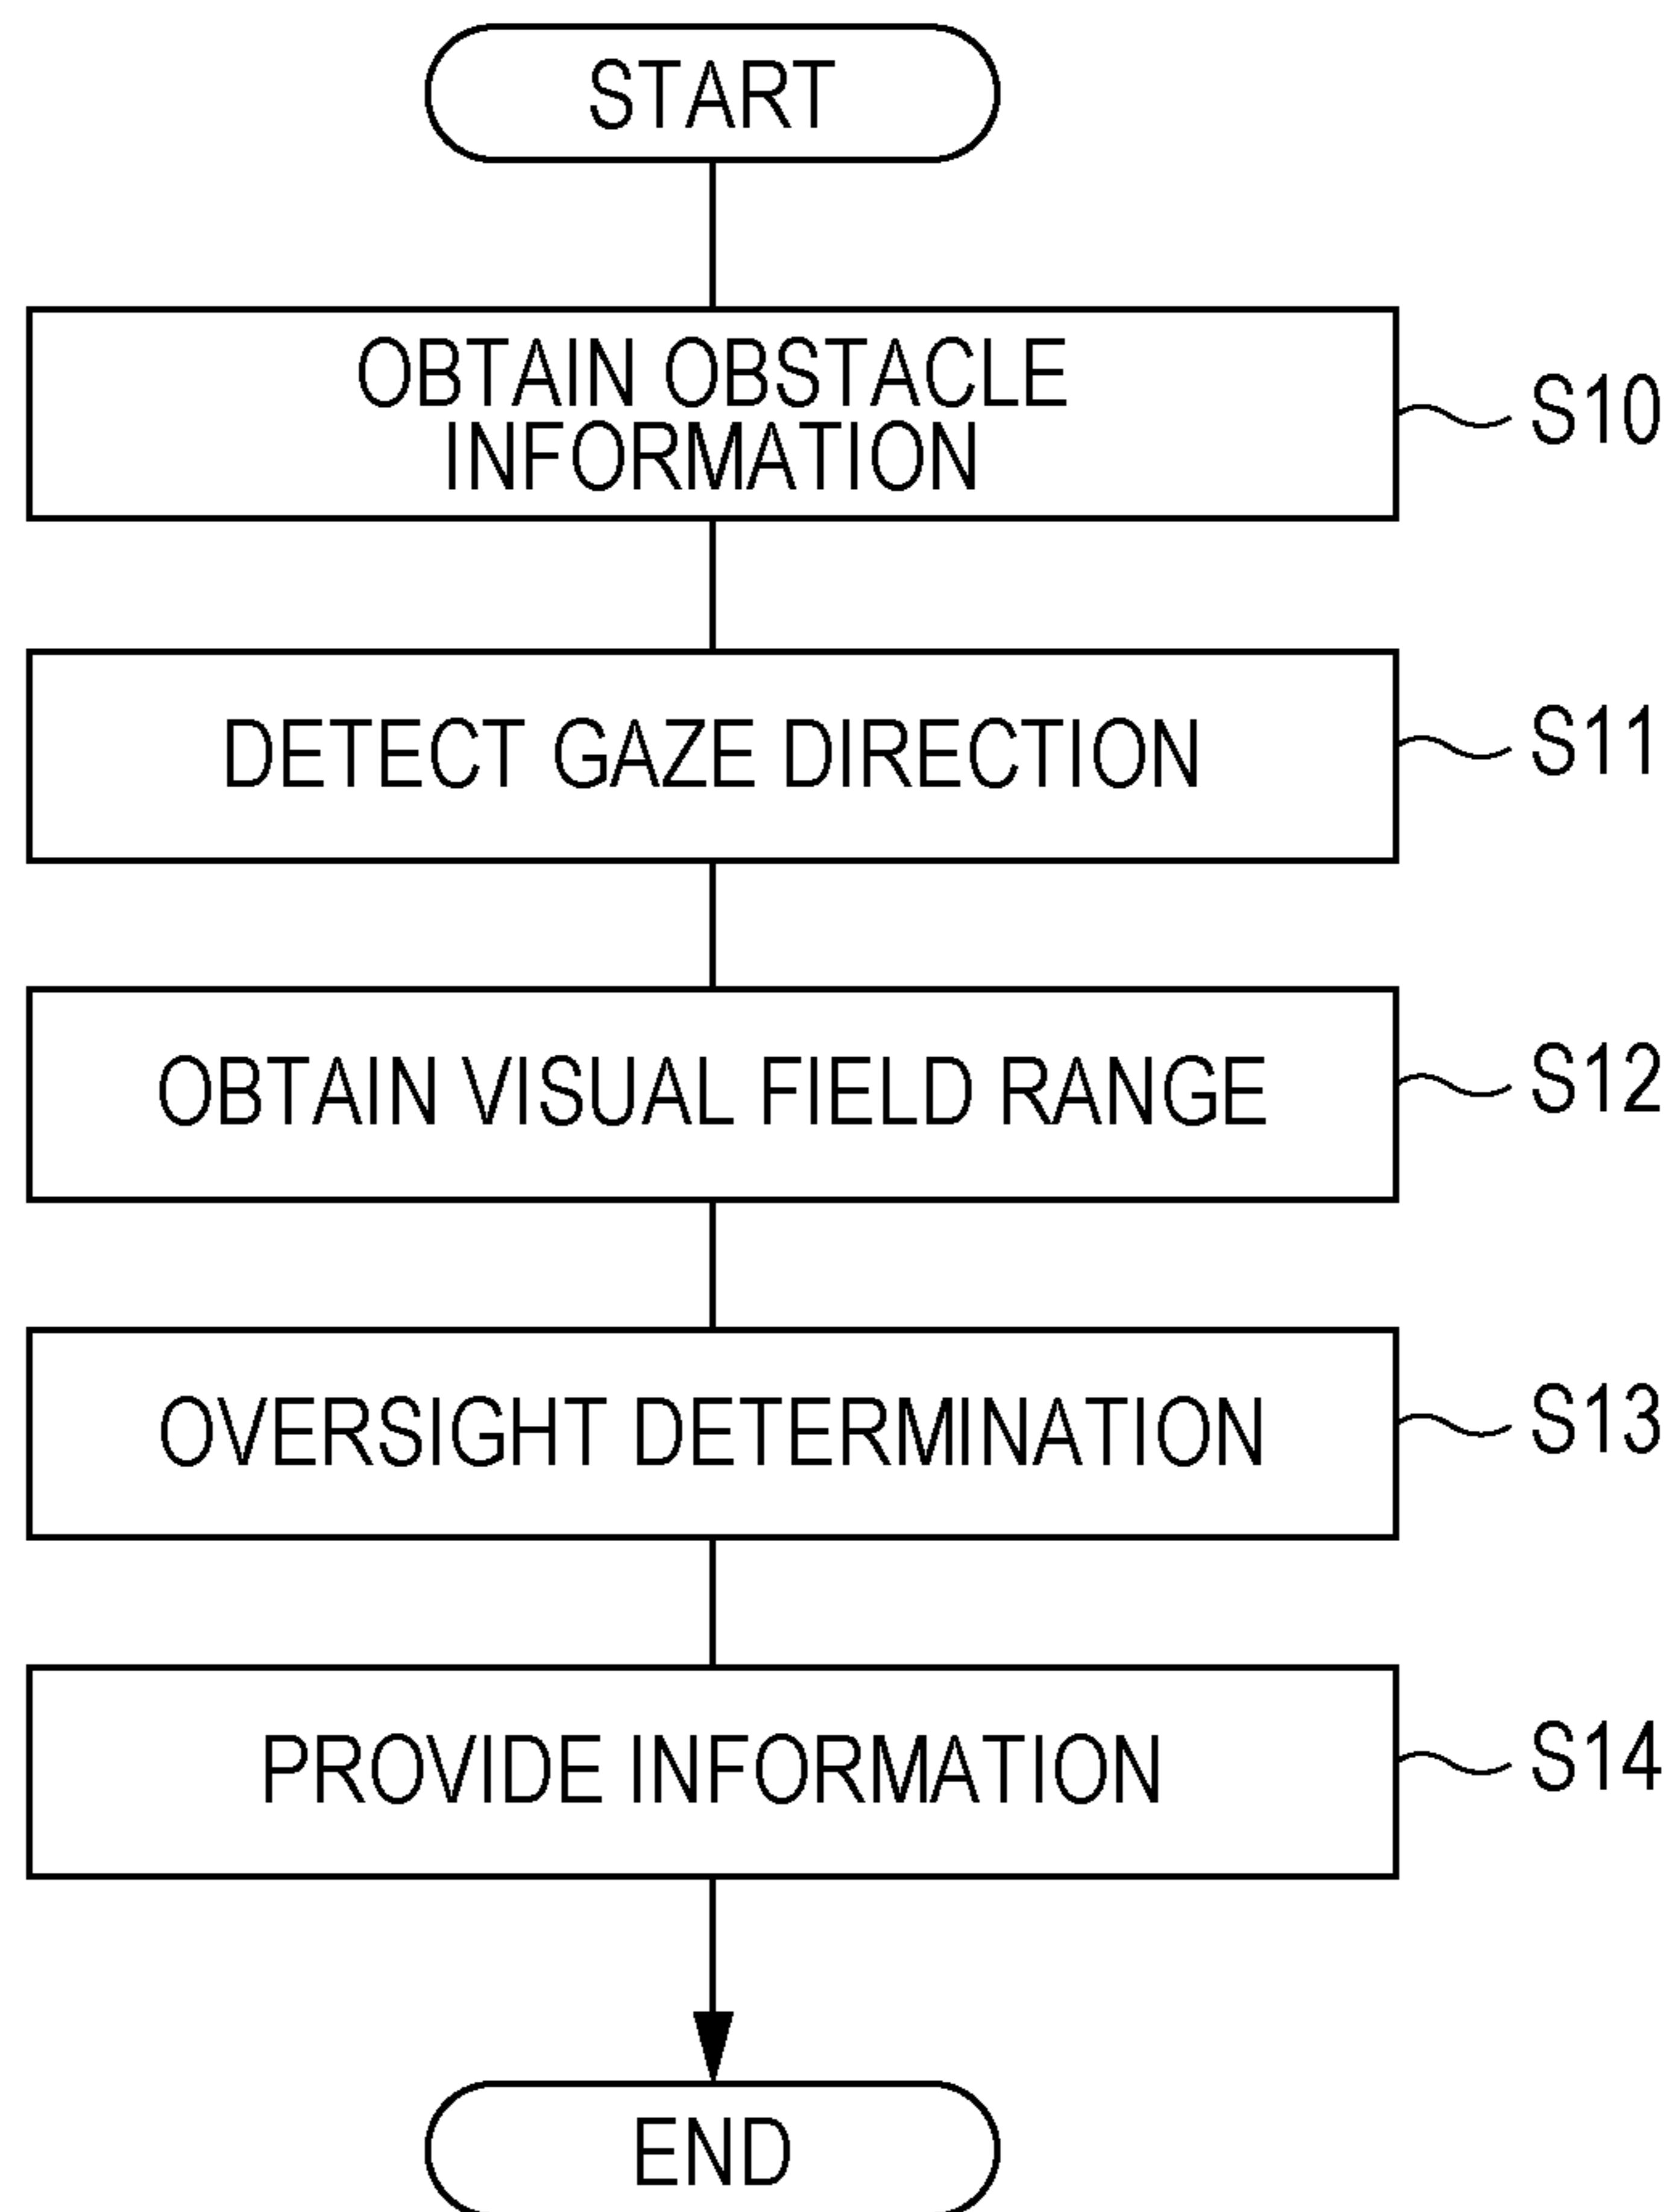 START
OBTAIN OBSTACLE
INFORMATION
S10
DETECT GAZE DIRECTION
S11
OBTAIN VISUAL FIELD RANGE
S12
OVERSIGHT DETERMINATION
S13
PROVIDE INFORMATION
S14
END